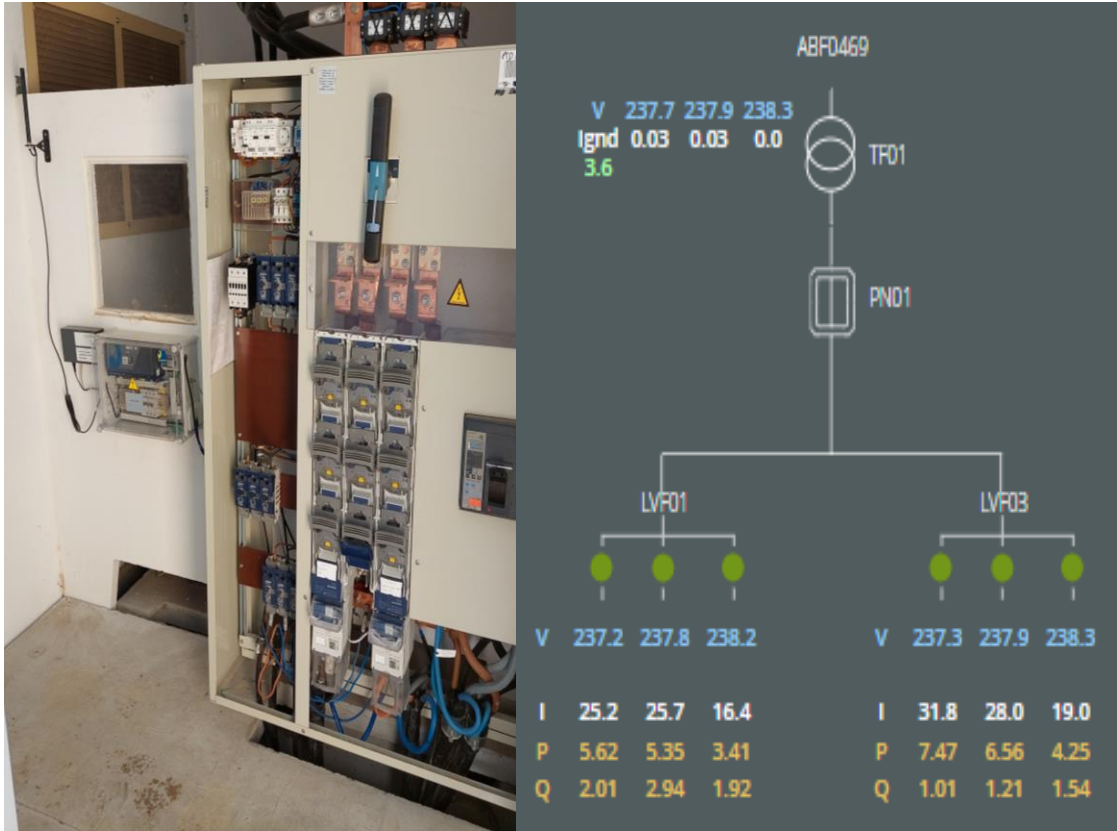 ABF0469
V 237.7 237.9 238.3
Ignd 0.03 0.03 0.0
3.6
TF01
PN01
LVF01 LVF03
V 237.2 237.8 238.2 V 237.3 237.9 238.3
I 25.2 25.7 16.4 I 31.8 28.0 19.0
P 5.62 5.35 3.41 P 7.47 6.56 4.25
Q 2.01 2.94 1.92 Q 1.01 1.21 1.54